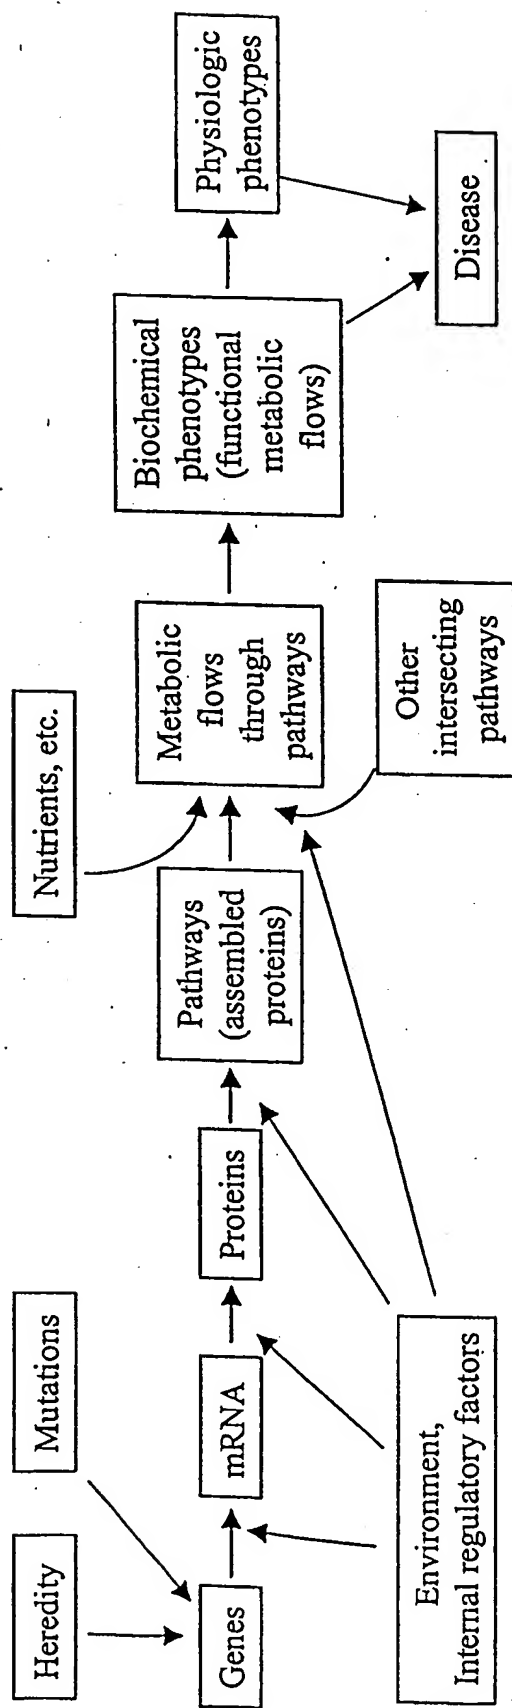 Heredity
Mutations
Nutrients, etc.
Genes
mRNA
Proteins
Pathways
(assembled
proteins)
Metabolic
flows
through
pathways
Biochemical
phenotypes
(functional
metabolic
flows)
Physiologic
phenotypes
Environment,
Internal regulatory factors
Other
intersecting
pathways
Disease